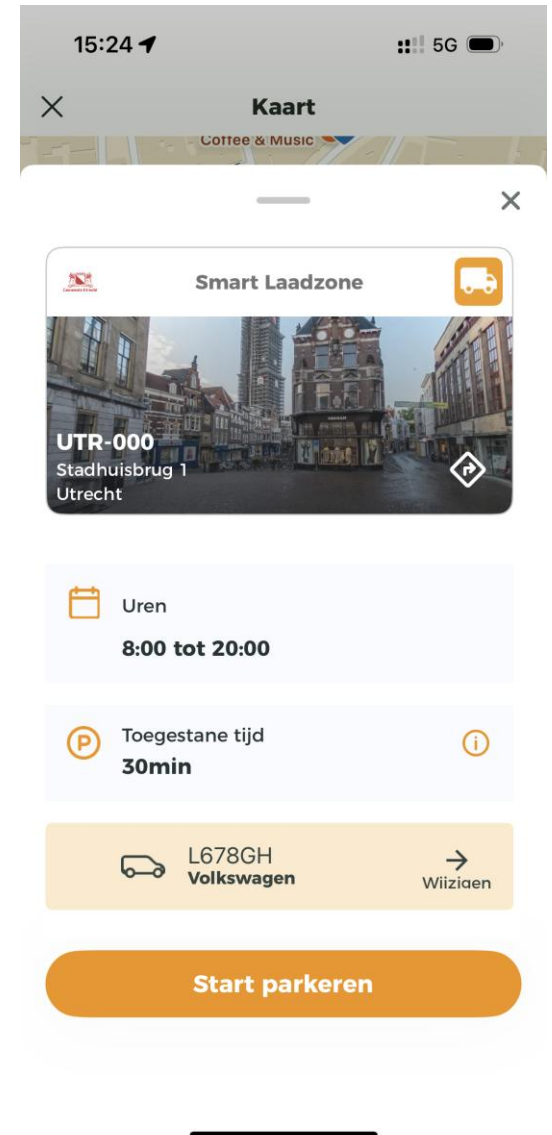 15:24
5G
Kaart
Coffee & Music
Smart Laadzone
UTR-000
Stadhuisbrug 1
Utrecht
Uren
8:00 tot 20:00
Toegestane tijd
30min
L678GH
Volkswagen
Wijzigen
Start parkeren